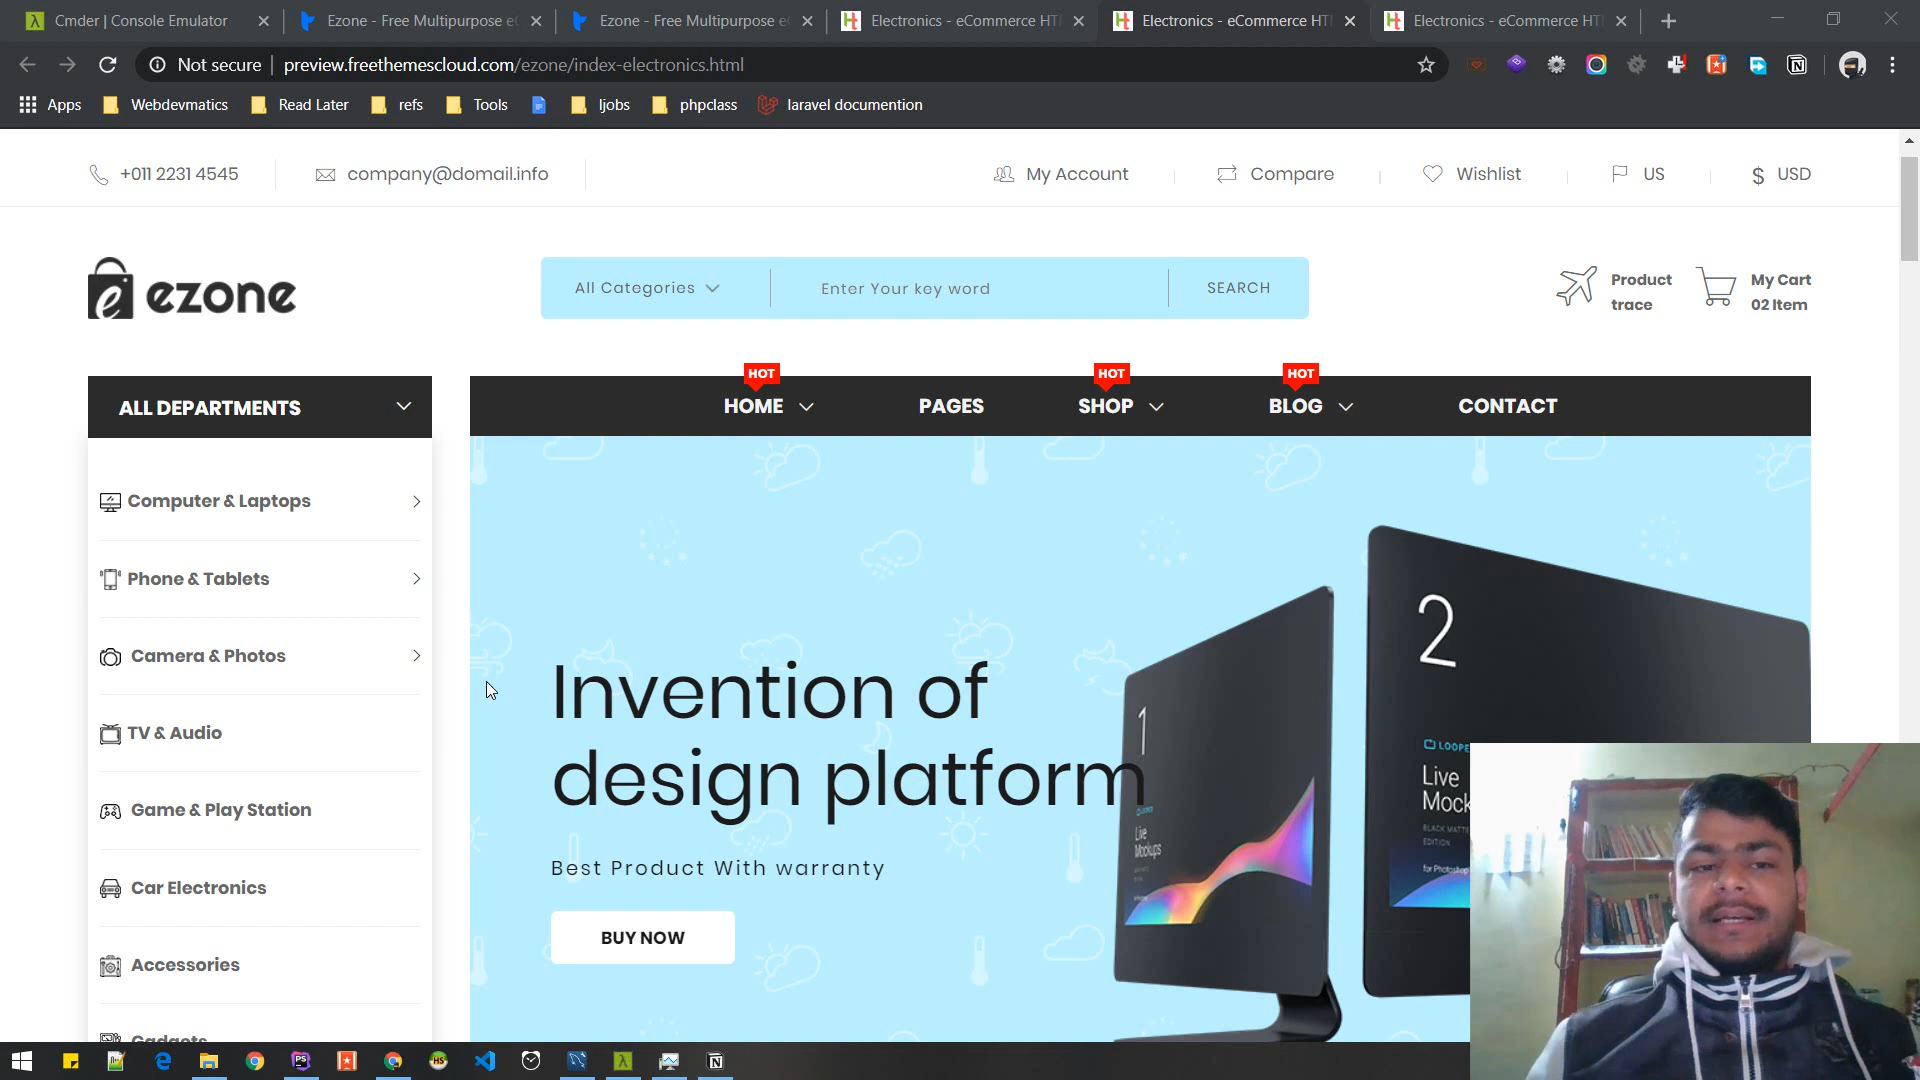 Cmder | Console Emulator
Ezone - Free Multipurpose e
Ezone - Free Multipurpose e
Electronics - eCommerce HT
Electronics - eCommerce HT
Electronics - eCommerce HT
Not secure
preview.freethemescloud.com/ezone/index-electronics.html
Apps
Webdevmatics
Read Later
refs
Tools
ljobs
phpclass
laravel documention
+011 2231 4545
company@domail.info
My Account
Compare
Wishlist
US
$ USD
ezone
All Categories
Enter Your key word
SEARCH
Product
trace
My Cart
02 Item
ALL DEPARTMENTS
HOT
HOT
HOT
HOME
PAGES
SHOP
BLOG
CONTACT
Computer & Laptops
Phone & Tablets
Camera & Photos
TV & Audio
Game & Play Station
Car Electronics
Accessories
Gadgets
Invention of
design platform
Best Product With warranty
BUY NOW
1
Live
Mockups
2
LOOPE
Live
Mock
BLACK MATTE
EDITION
for Photoshop